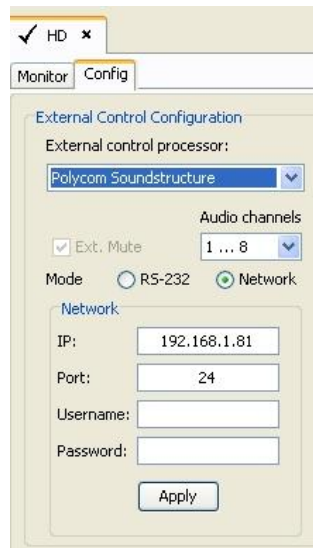 HD
Monitor Config
External Control Configuration
External control processor:
Polycom Soundstructure
Audio channels
Ext. Mute 1 ... 8
Mode RS-232 Network
Network
IP: 192.168.1.81
Port: 24
Username:
Password:
Apply